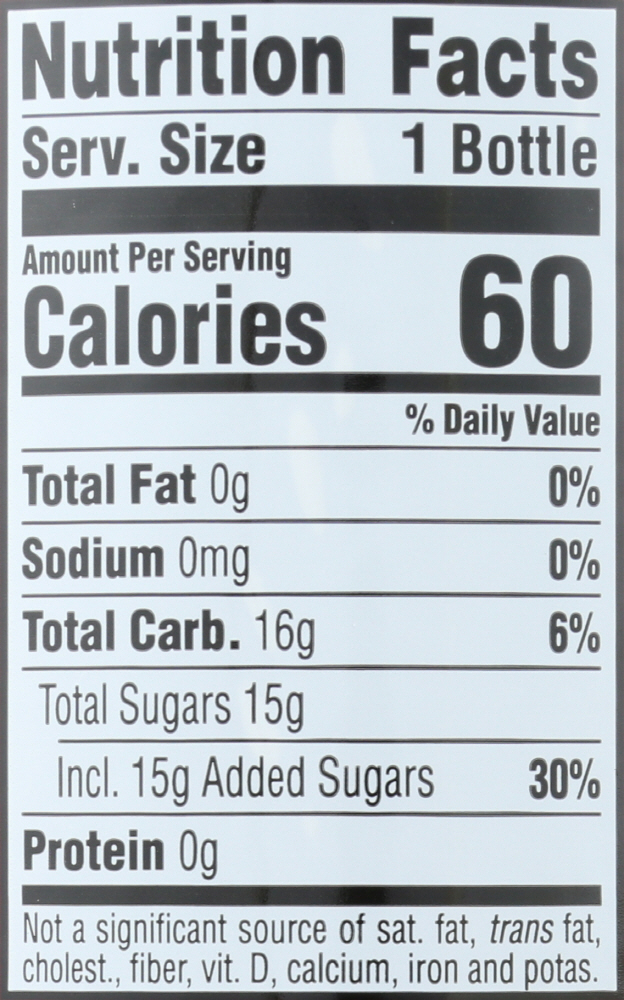 Nutrition Facts
Serv. Size 1 Bottle
Amount Per Serving
Calories 60
% Daily Value
Total Fat 0g 0%
Sodium 0mg 0%
Total Carb. 16g 6%
Total Sugars 15g
Incl. 15g Added Sugars 30%
Protein 0g
Not a significant source of sat. fat, trans fat,
cholest., fiber, vit. D, calcium, iron and potas.